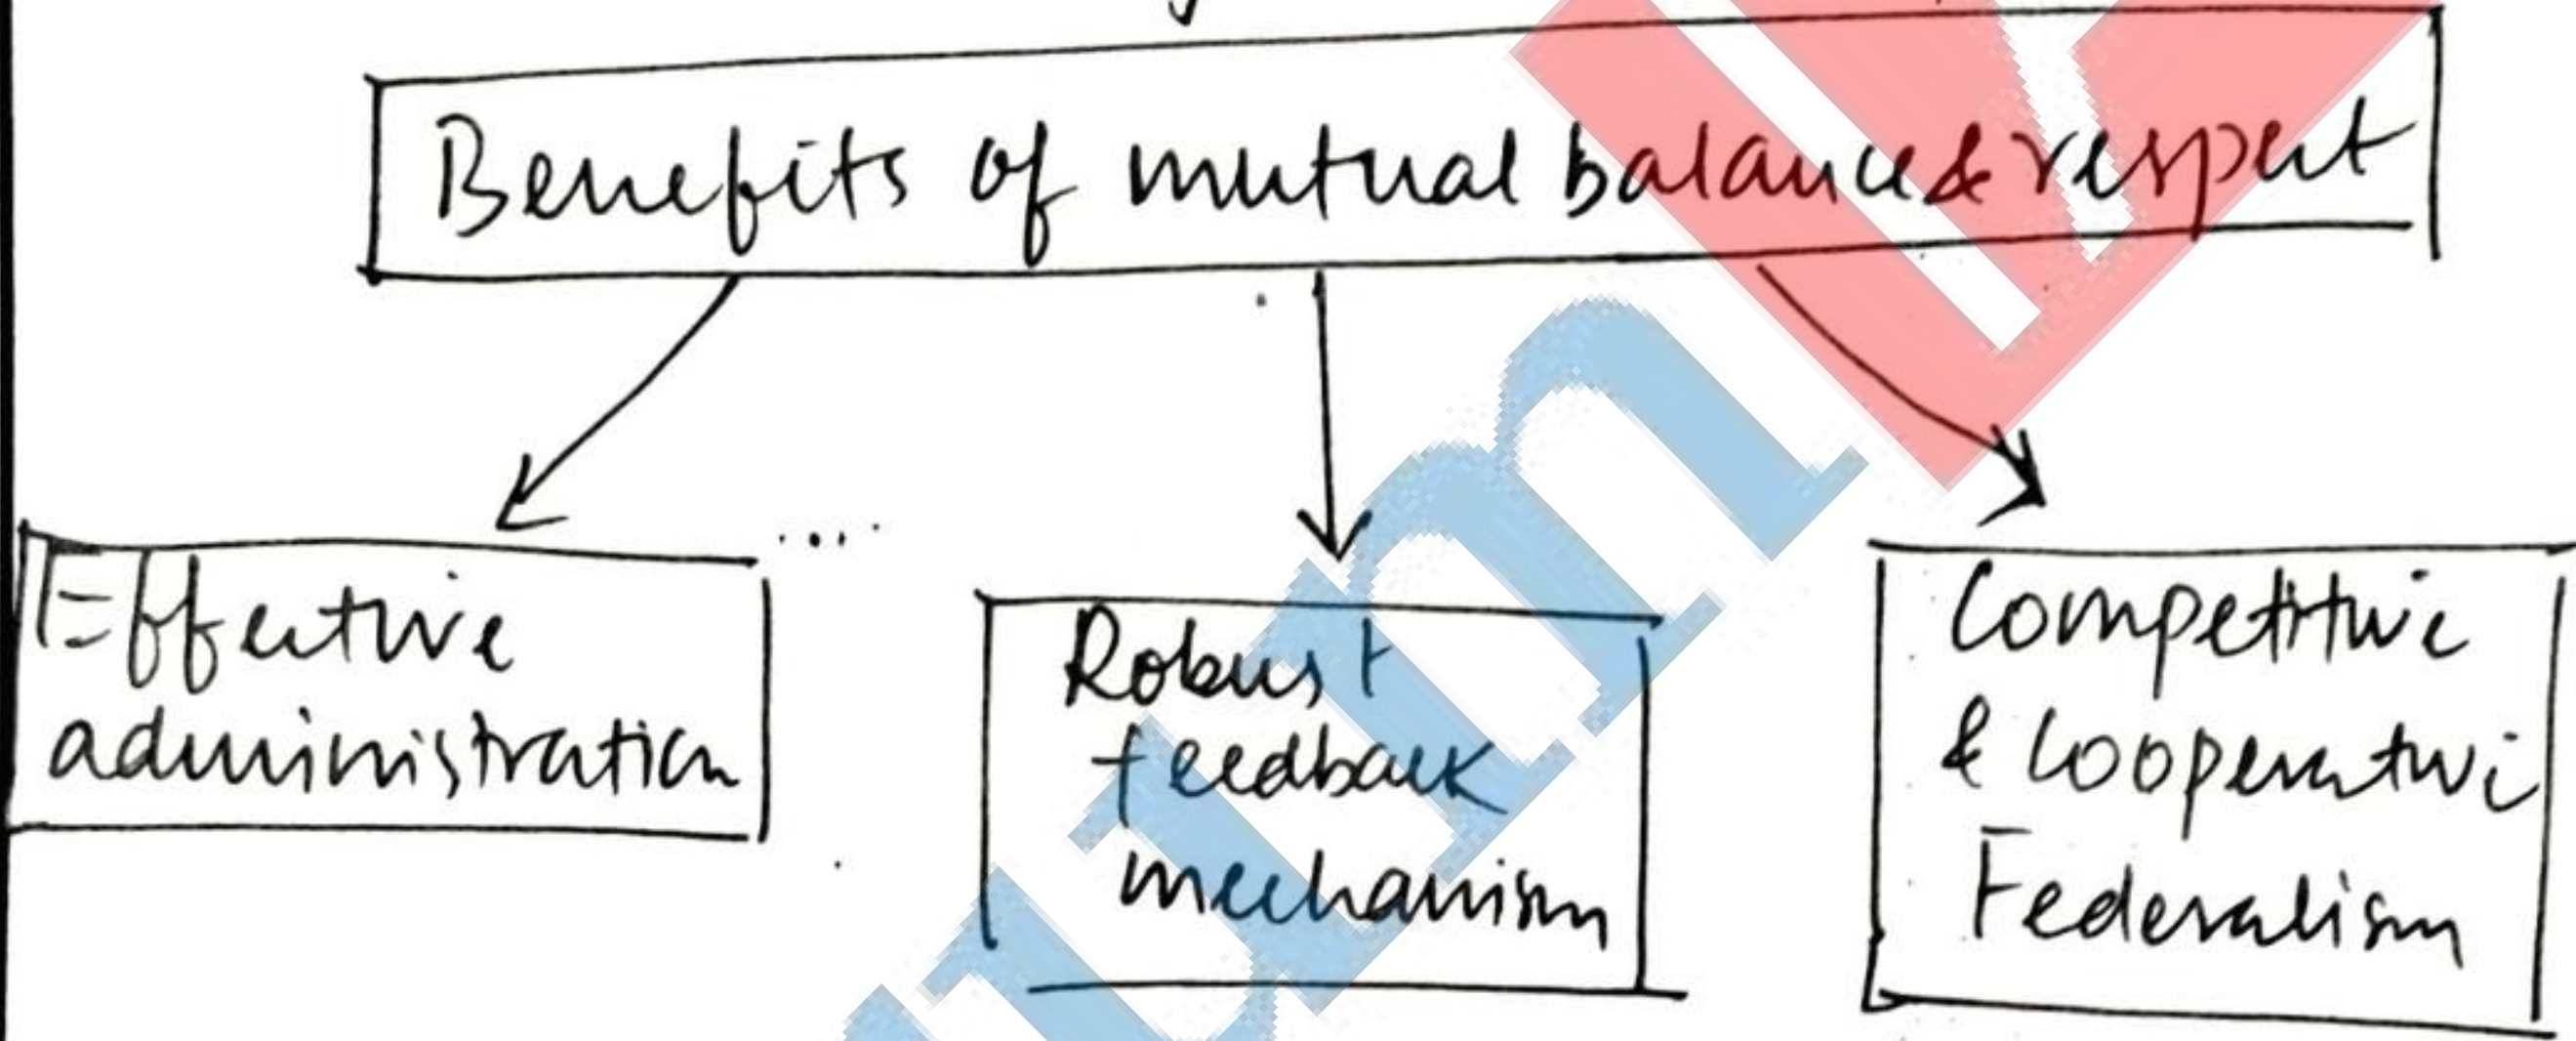 Benefits of mutual balance & respect
Effective
administration
Robust
feedback
mechanism
Competitive
& Cooperative
Federalism